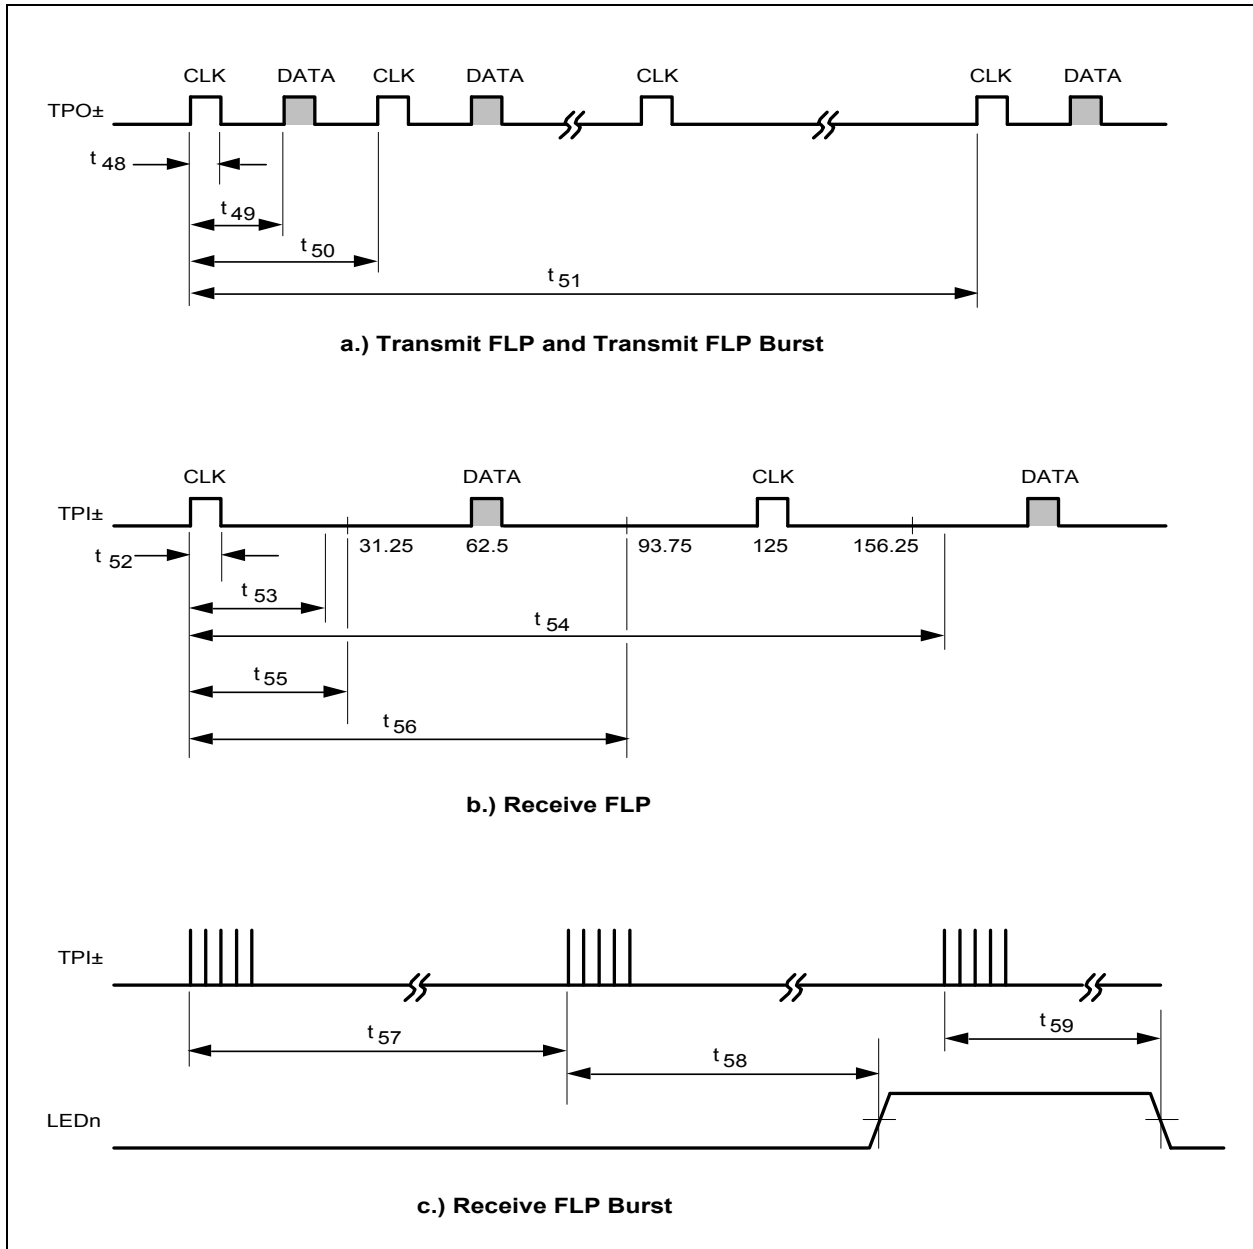 CLK DATA CLK DATA CLK CLK DATA
TPO±
t 48
t 49
t 50
t 51
a.) Transmit FLP and Transmit FLP Burst
CLK DATA CLK DATA
TPI±
31.25 62.5 93.75 125 156.25
t 52
t 53
t 54
t 55
t 56
b.) Receive FLP
TPI±
t 57
t 59
t 58
LEDn
c.) Receive FLP Burst